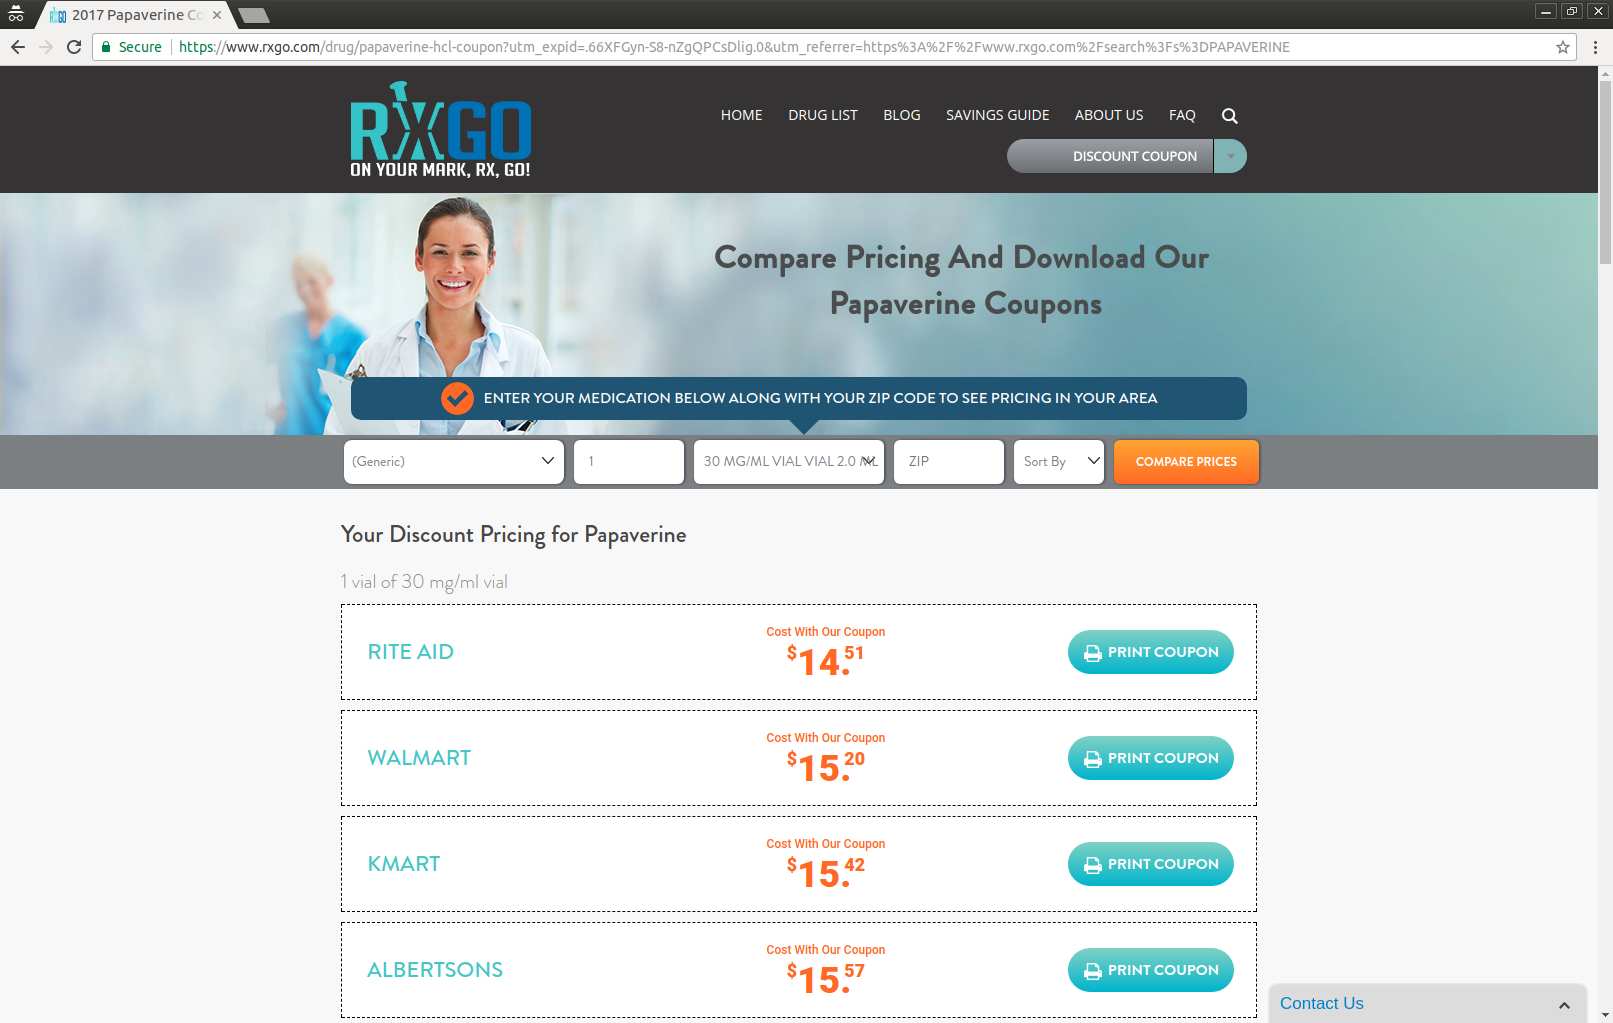 2017 Papaverine Co
Secure https://www.rxgo.com/drug/papaverine-hcl-coupon?utm_expid=.66XFGyn-S8-nZgQPCsDlig.0&utm_referrer=https%3A%2F%2Fwww.rxgo.com%2Fsearch%3Fs%3DPAPAVERINE
RXGO
ON YOUR MARK, RX, GO!
HOME DRUG LIST BLOG SAVINGS GUIDE ABOUT US FAQ
DISCOUNT COUPON
Compare Pricing And Download Our
Papaverine Coupons
ENTER YOUR MEDICATION BELOW ALONG WITH YOUR ZIP CODE TO SEE PRICING IN YOUR AREA
(Generic) 1 30 MG/ML VIAL VIAL 2.0 ML ZIP Sort By COMPARE PRICES
Your Discount Pricing for Papaverine
1 vial of 30 mg/ml vial
Cost With Our Coupon
RITE AID $14.51 PRINT COUPON
Cost With Our Coupon
WALMART $15.20 PRINT COUPON
Cost With Our Coupon
KMART $15.42 PRINT COUPON
Cost With Our Coupon
ALBERTSONS $15.57 PRINT COUPON
Contact Us